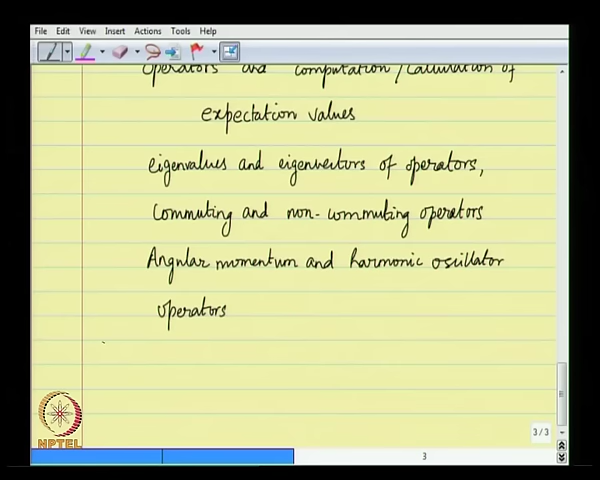 File Edit View Insert Actions Tools Help
Operators and computation/Calculation of
expectation values
eigenvalues and eigenvectors of operators,
Commuting and non-commuting operators
Angular momentum and harmonic oscillator
operators
NPTEL
3/3
3